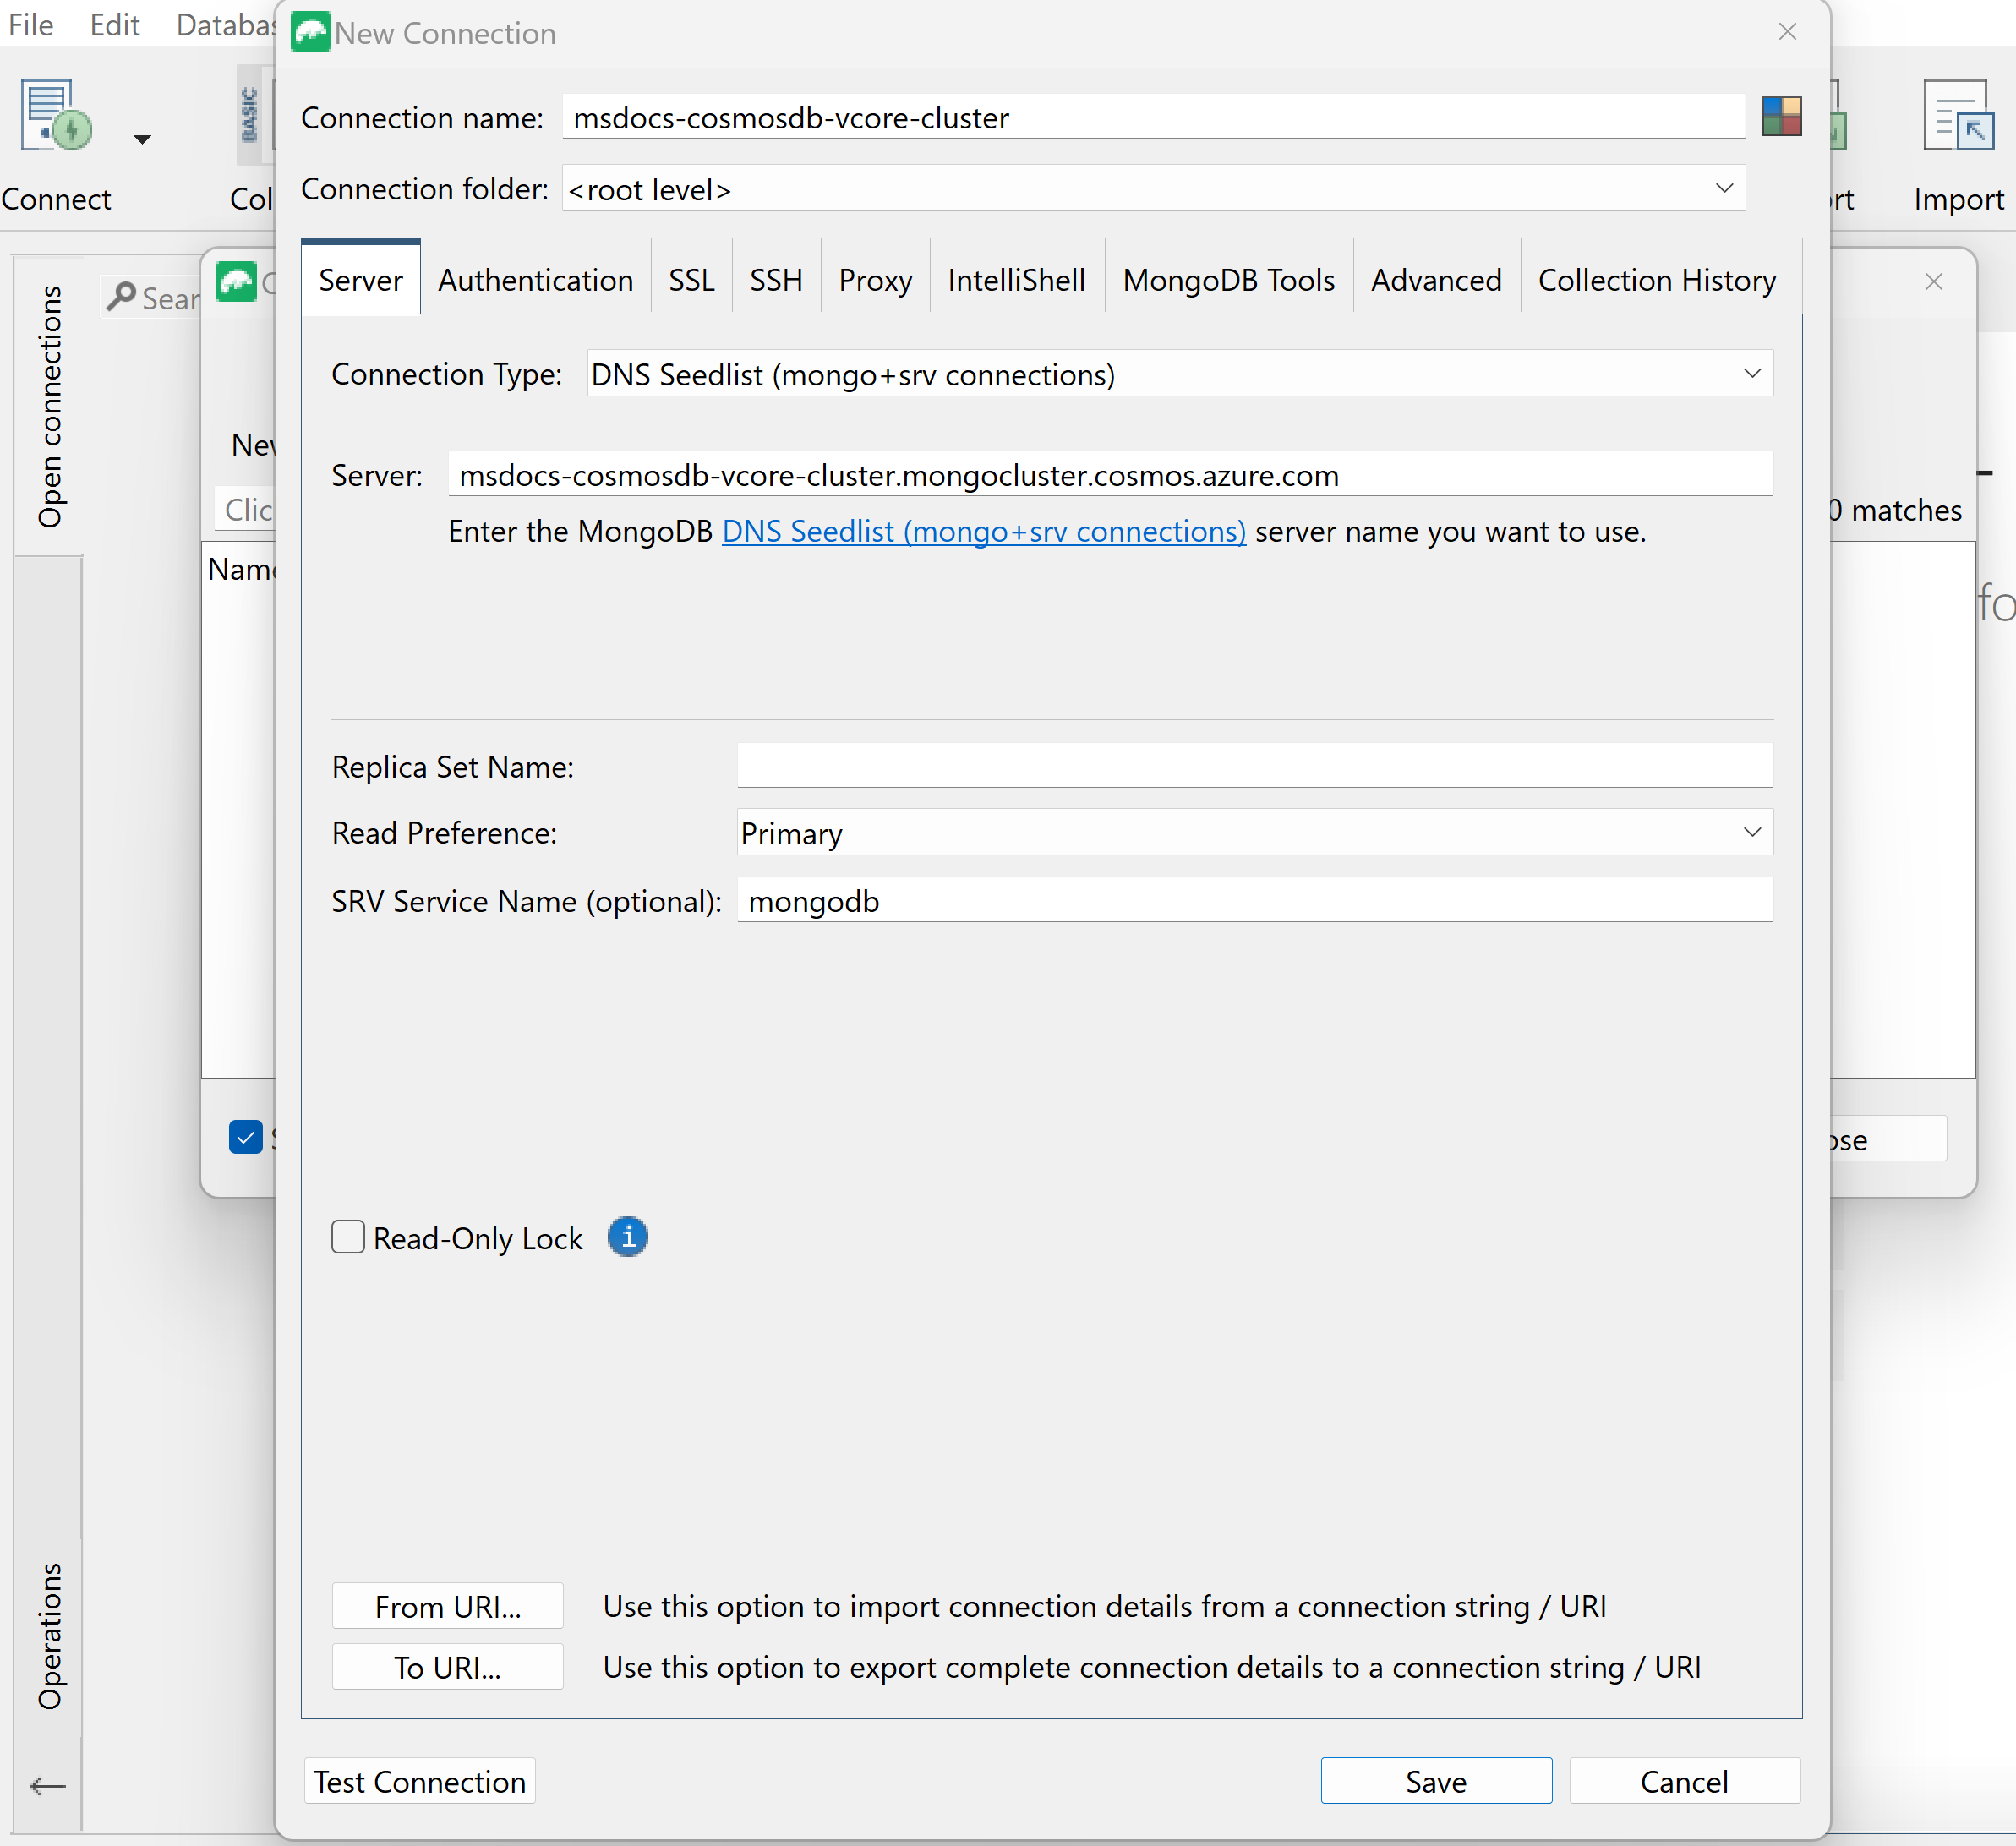 File Edit Databas
New Connection
Connection name: msdocs-cosmosdb-vcore-cluster
BASIC
Connection folder: <root level>
Connect Col rt Import
Server Authentication SSL SSH Proxy IntelliShell MongoDB Tools Advanced Collection History
Open connections
Sear
Connection Type: DNS Seedlist (mongo+srv connections)
New
Server: msdocs-cosmosdb-vcore-cluster.mongocluster.cosmos.azure.com
Clic
0 matches
Enter the MongoDB DNS Seedlist (mongo+srv connections) server name you want to use.
Name
fo
Replica Set Name:
Read Preference: Primary
SRV Service Name (optional): mongodb
ose
Read-Only Lock
From URI... Use this option to import connection details from a connection string / URI
To URI... Use this option to export complete connection details to a connection string / URI
Operations
Test Connection Save Cancel